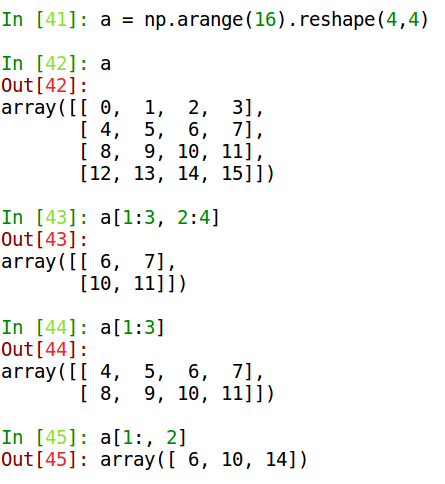 In [41]: a = np.arange(16).reshape(4,4)
In [42]: a
Out[42]:
array([[ 0,  1,  2,  3],
       [ 4,  5,  6,  7],
       [ 8,  9, 10, 11],
       [12, 13, 14, 15]])
In [43]: a[1:3, 2:4]
Out[43]:
array([[ 6,  7],
       [10, 11]])
In [44]: a[1:3]
Out[44]:
array([[ 4,  5,  6,  7],
       [ 8,  9, 10, 11]])
In [45]: a[1:, 2]
Out[45]: array([ 6, 10, 14])